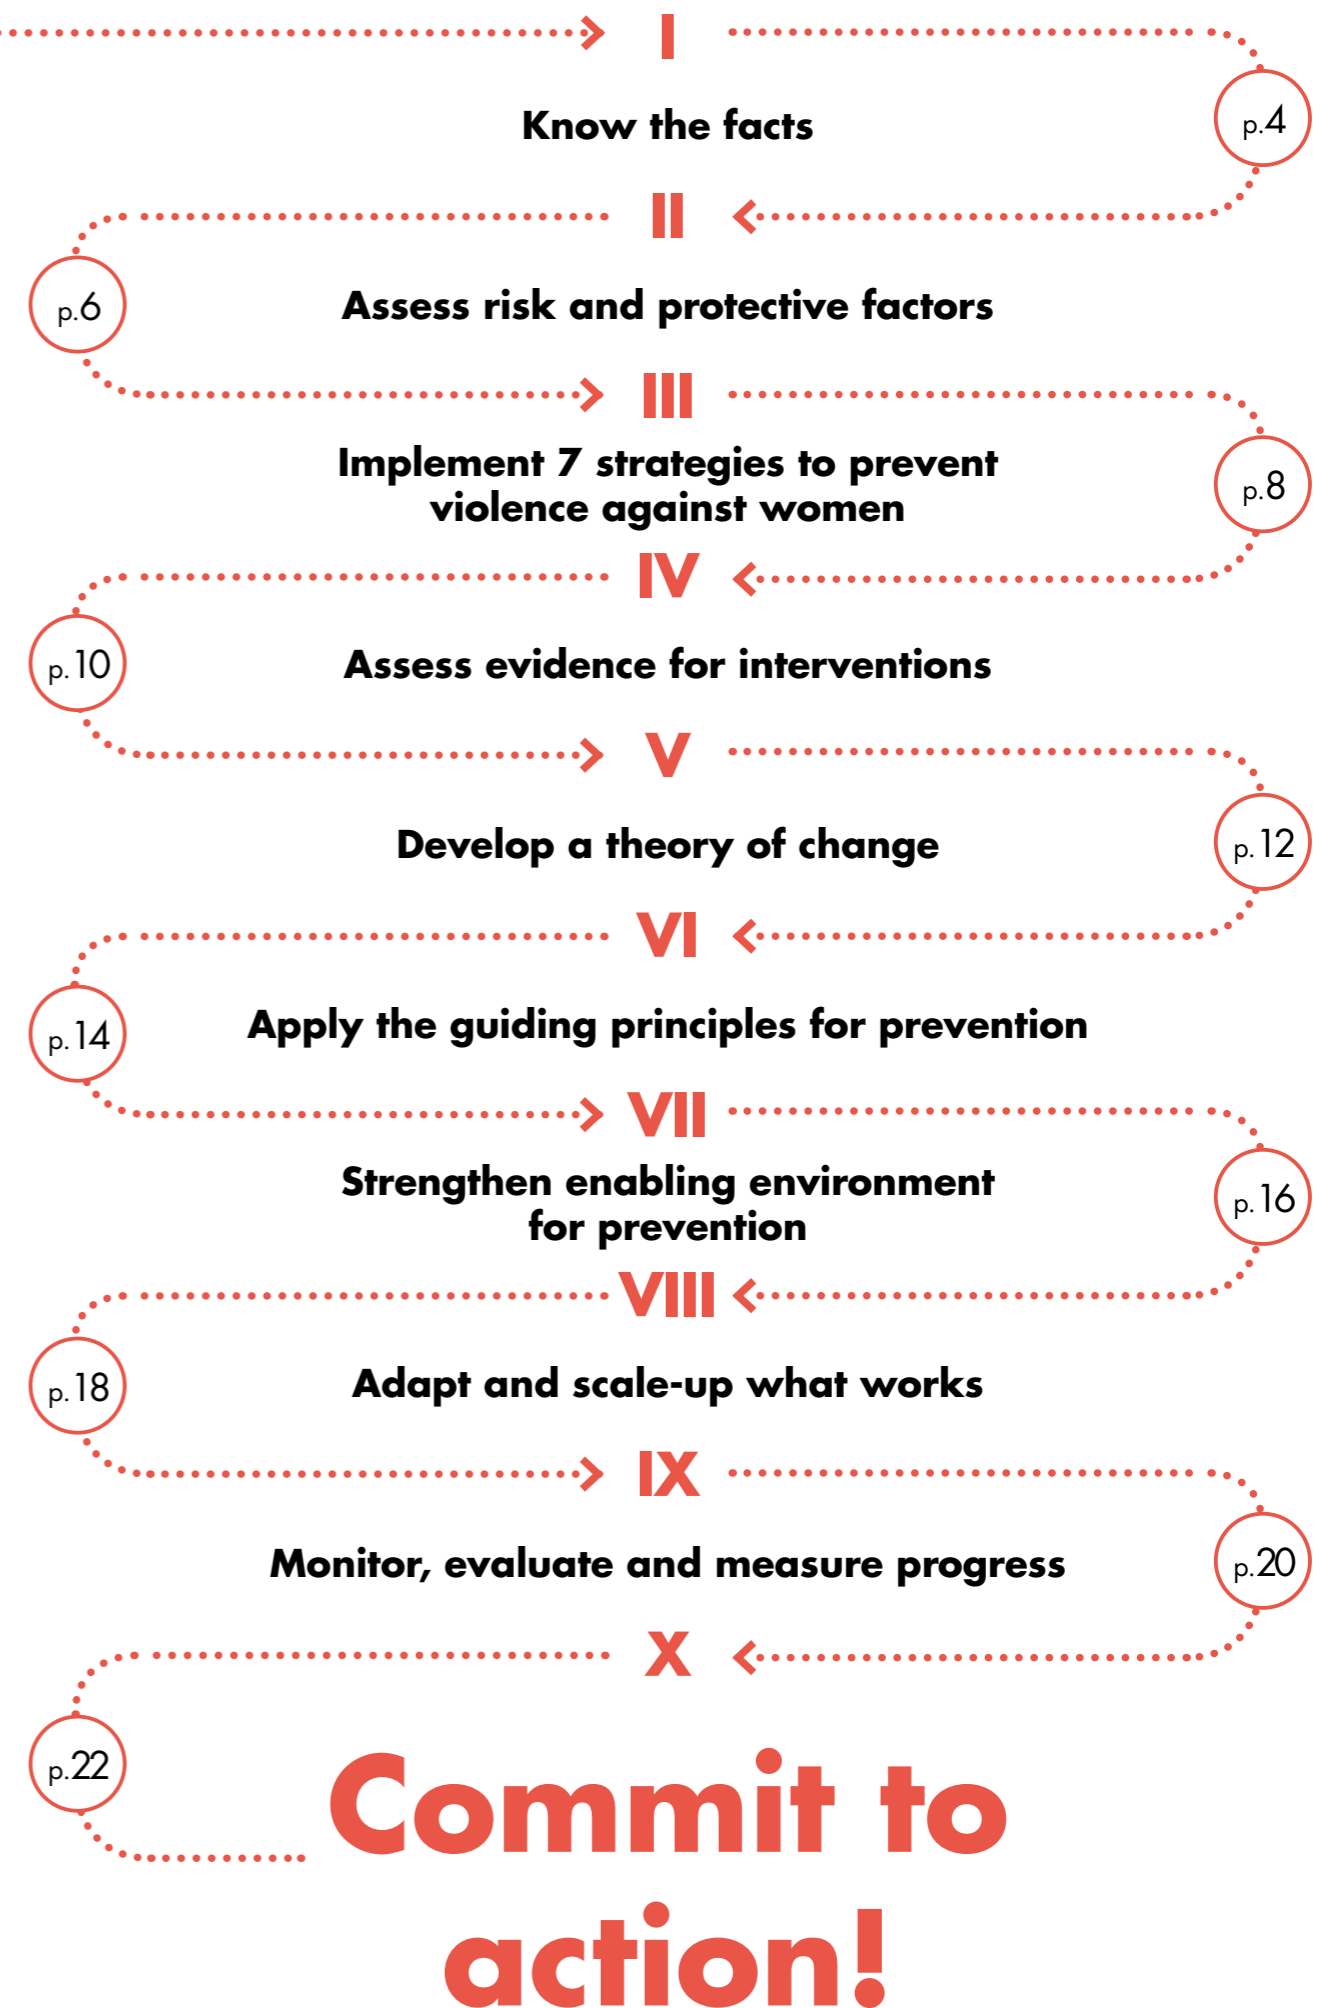 I
Know the facts
p.4
II
Assess risk and protective factors
p.6
III
Implement 7 strategies to prevent
violence against women
p.8
IV
Assess evidence for interventions
p.10
V
Develop a theory of change
p.12
VI
Apply the guiding principles for prevention
p.14
VII
Strengthen enabling environment
for prevention
p.16
VIII
Adapt and scale-up what works
p.18
IX
Monitor, evaluate and measure progress
p.20
X
p.22
Commit to
action!